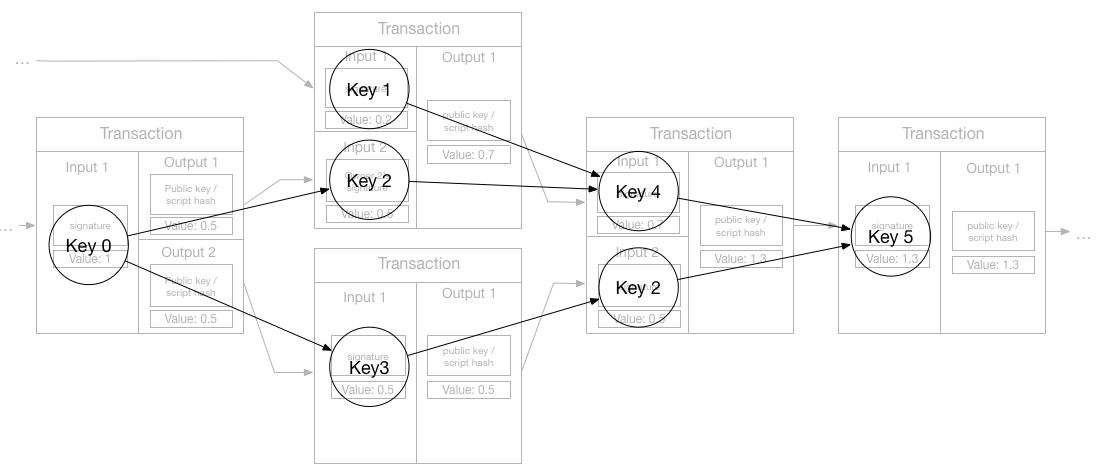 Transaction
Input 1
Output 1
...
Key 1
public key /
script hash
Value: 0.2
Value: 0.7
Input 2
Key 2
signature
Value: 0.5
Transaction
Input 1
Output 1
signature
Public key /
script hash
Value: 0.5
...
Key 0
Value: 1
Output 2
Public key /
script hash
Value: 0.5
Transaction
Input 1
Output 1
signature
public key /
script hash
Key3
Value: 0.5
Value: 0.5
Transaction
Input 1
Output 1
Key 4
public key /
script hash
Value: 0.7
Value: 1.3
Input 2
Key 2
Value: 0.5
Transaction
Input 1
Output 1
signature
public key /
script hash
Key 5
Value: 1.3
Value: 1.3
...